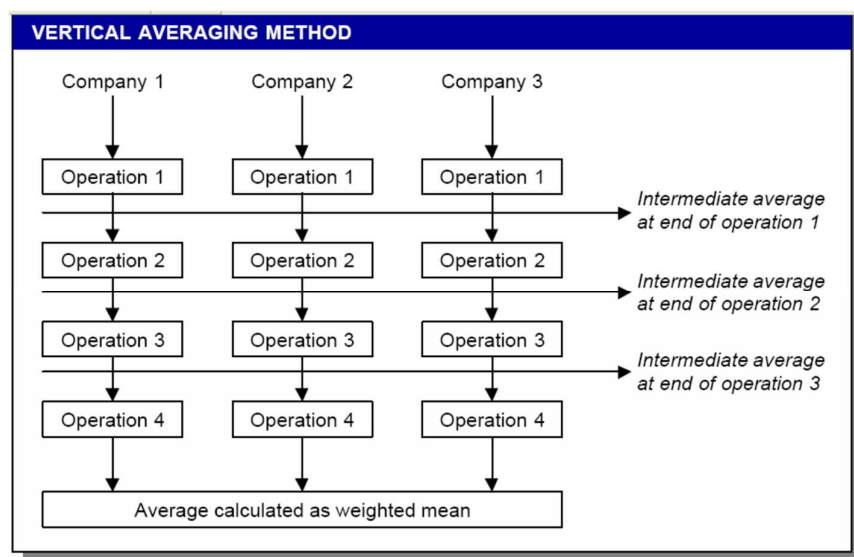 VERTICAL AVERAGING METHOD
Company 1 Company 2 Company 3
Operation 1 Operation 1 Operation 1
Intermediate average
at end of operation 1
Operation 2 Operation 2 Operation 2
Intermediate average
at end of operation 2
Operation 3 Operation 3 Operation 3
Intermediate average
at end of operation 3
Operation 4 Operation 4 Operation 4
Average calculated as weighted mean